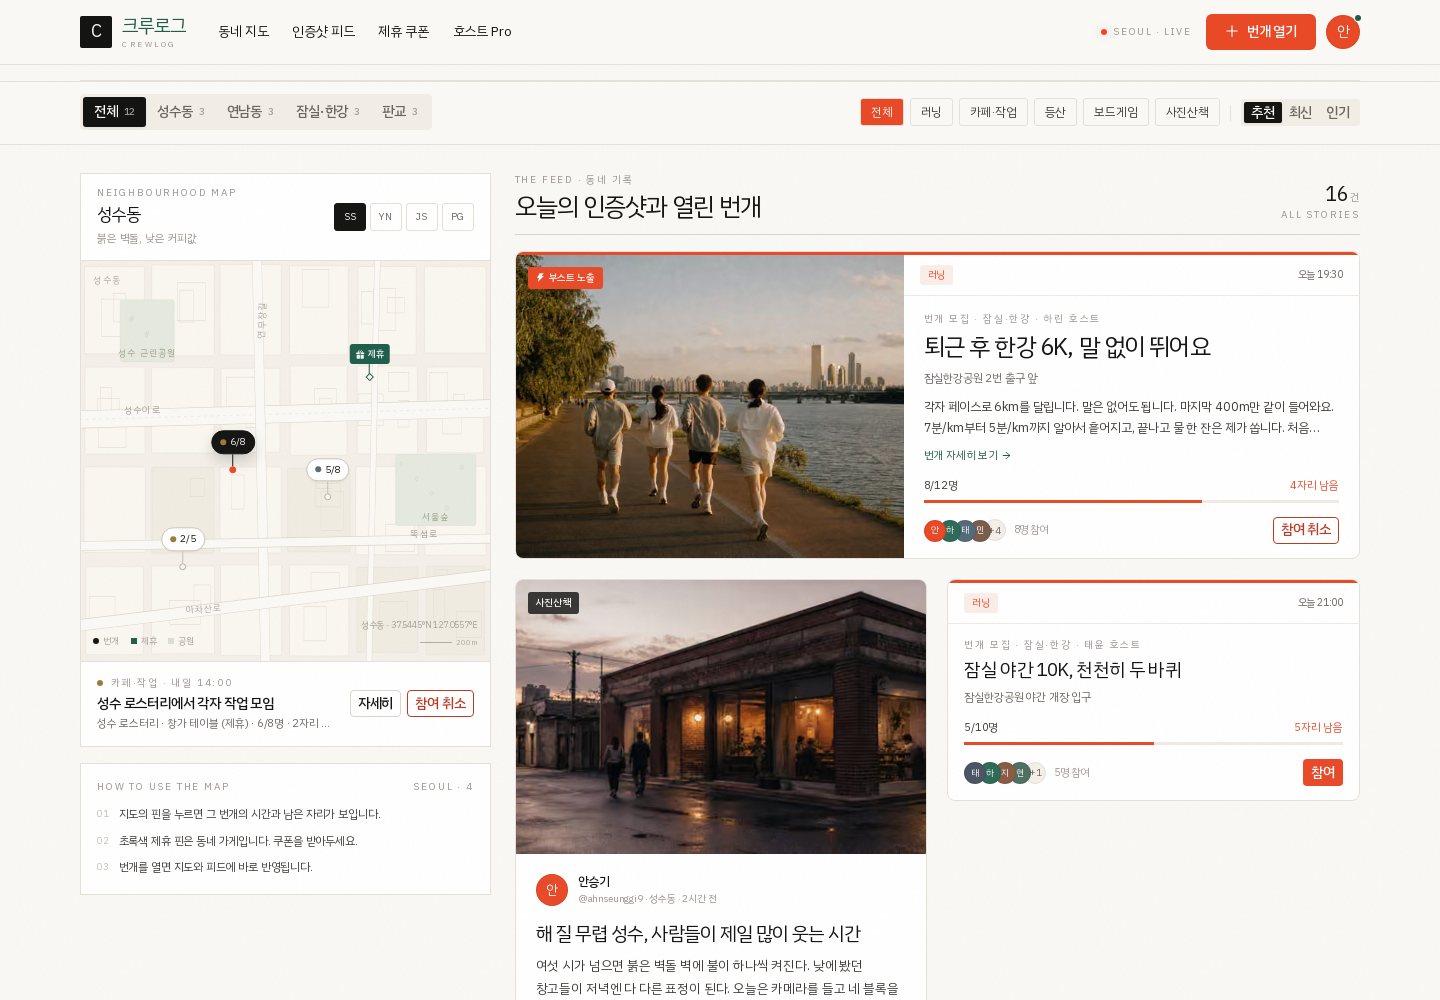 C 크루로그
CREWLOG
동네 지도 인증샷 피드 제휴 쿠폰 호스트 Pro
SEOUL · LIVE
번개 열기
안
전체 12 성수동 3 연남동 3 잠실·한강 3 판교 3
전체 러닝 카페·작업 등산 보드게임 사진산책
추천 최신 인기
NEIGHBOURHOOD MAP
성수동
붉은 벽돌, 낮은 커피값
SS YN JS PG
성수동
성수 근린공원
연무장길
제휴
성수이로
6/8
5/8
서울숲
뚝섬로
2/5
아차산로
성수동 · 37.5445°N 127.0557°E
번개 제휴 공원
200m
카페·작업 · 내일 14:00
성수 로스터리에서 각자 작업 모임
성수 로스터리 · 창가 테이블 (제휴) · 6/8명 · 2자리 ...
자세히 참여 취소
HOW TO USE THE MAP SEOUL · 4
01 지도의 핀을 누르면 그 번개의 시간과 남은 자리가 보입니다.
02 초록색 제휴 핀은 동네 가게입니다. 쿠폰을 받아두세요.
03 번개를 열면 지도와 피드에 바로 반영됩니다.
THE FEED · 동네 기록
오늘의 인증샷과 열린 번개
16건
ALL STORIES
부스트 노출
러닝 오늘 19:30
번개 모집 · 잠실·한강 · 하린 호스트
퇴근 후 한강 6K, 말 없이 뛰어요
잠실한강공원 2번 출구 앞
각자 페이스로 6km를 달립니다. 말은 없어도 됩니다. 마지막 400m만 같이 들어와요.
7분/km부터 5분/km까지 알아서 흩어지고, 끝나고 물 한 잔은 제가 쏩니다. 처음...
번개 자세히 보기 →
8/12명 4자리 남음
안 하 태 민 +4 8명 참여
참여 취소
사진산책
안
안승기
@ahnseunggi9 · 성수동 · 2시간 전
해 질 무렵 성수, 사람들이 제일 많이 웃는 시간
여섯 시가 넘으면 붉은 벽돌 벽에 불이 하나씩 켜진다. 낮에 봤던
창고들이 저녁엔 다 다른 표정이 된다. 오늘은 카메라를 들고 네 블록을
러닝 오늘 21:00
번개 모집 · 잠실·한강 · 태윤 호스트
잠실 야간 10K, 천천히 두 바퀴
잠실한강공원 야간 개장 입구
5/10명 5자리 남음
태 하 지 현 +1 5명 참여
참여